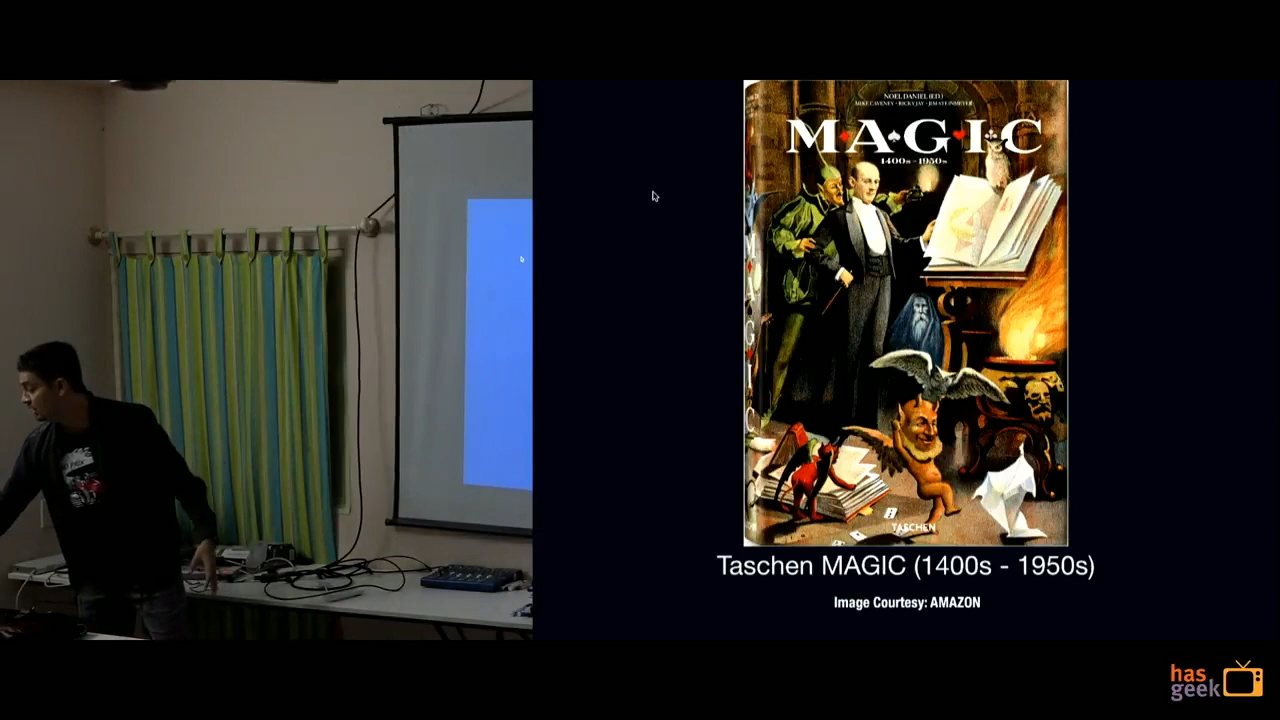 NOEL DANIEL (ED.)
MIKE CAVENEY • RICKY JAY • JIM STEINMEYER
M♦A♠G♥I♣C
1400s-1950s
MAGIC
TASCHEN
Taschen MAGIC (1400s - 1950s)
Image Courtesy: AMAZON
has
geek